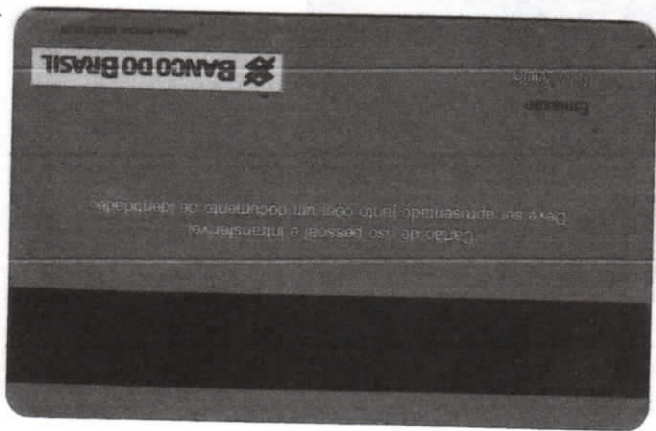 Cartão de uso pessoal e intransferível
Deve ser apresentado junto com um documento de identidade.
Emissão
BANCO DO BRASIL